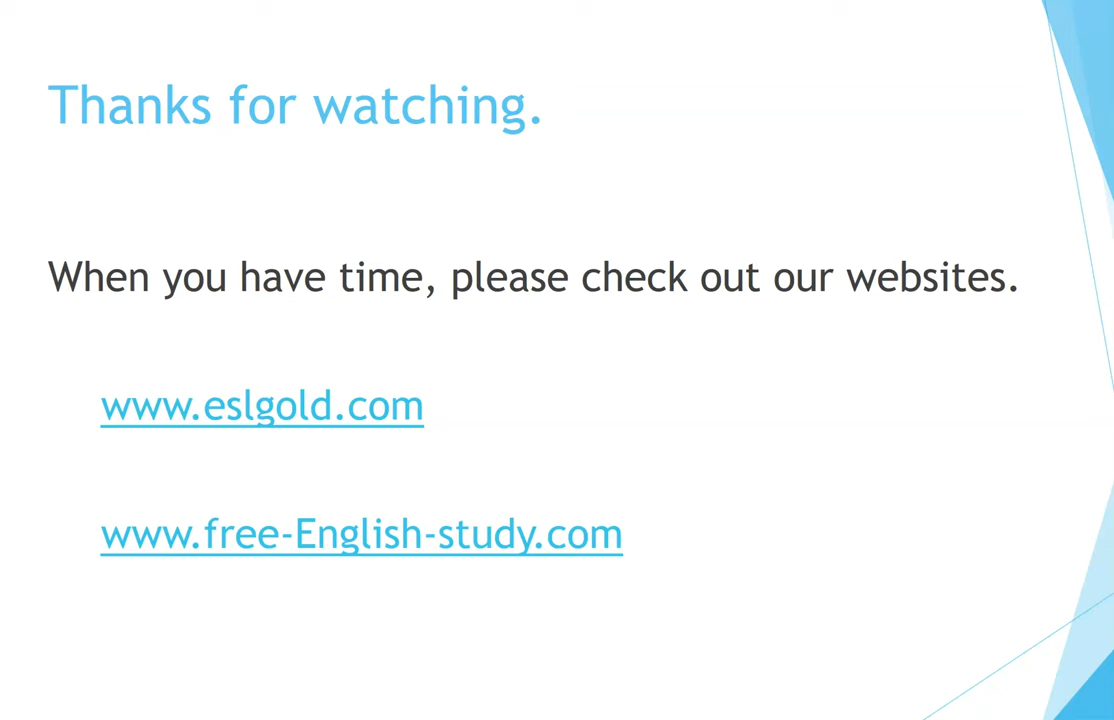 Thanks for watching.
When you have time, please check out our websites.
www.eslgold.com
www.free-English-study.com